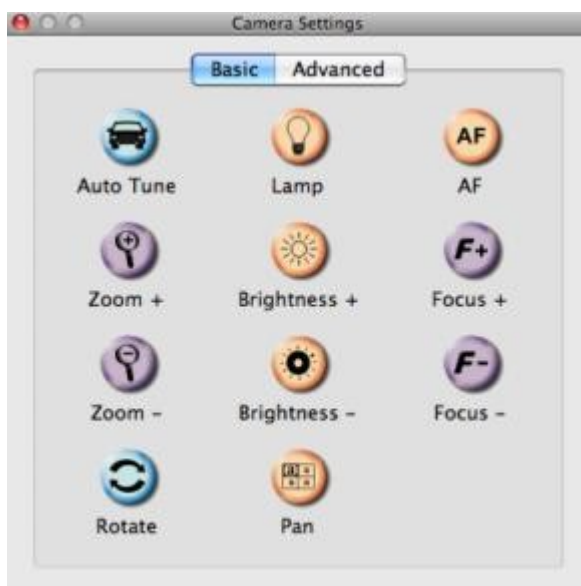 Camera Settings
Basic Advanced
AF
Auto Tune Lamp AF
F+
Zoom + Brightness + Focus +
F-
Zoom - Brightness - Focus -
Rotate Pan